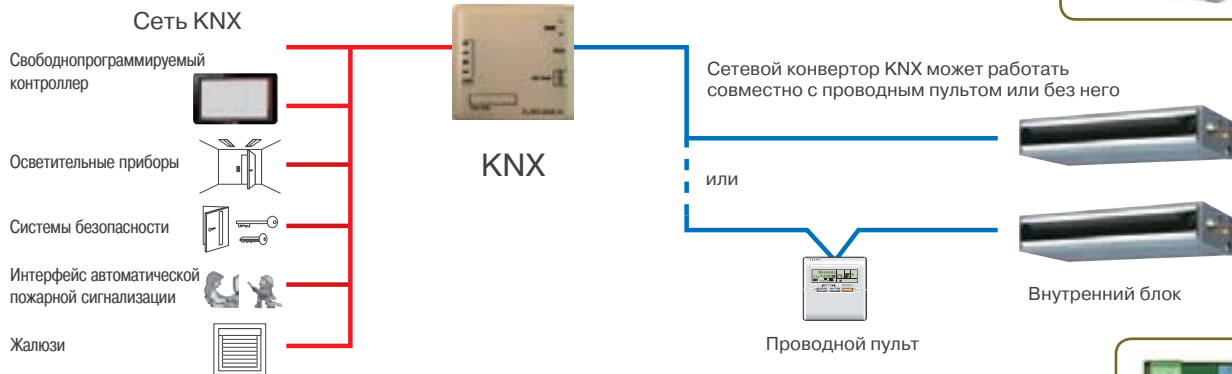 Сеть KNX
Свободнопрограммируемый
контроллер
Осветительные приборы
Системы безопасности
Интерфейс автоматической
пожарной сигнализации
Жалюзи
KNX
Сетевой конвертор KNX может работать
совместно с проводным пультом или без него
или
Проводной пульт
Внутренний блок